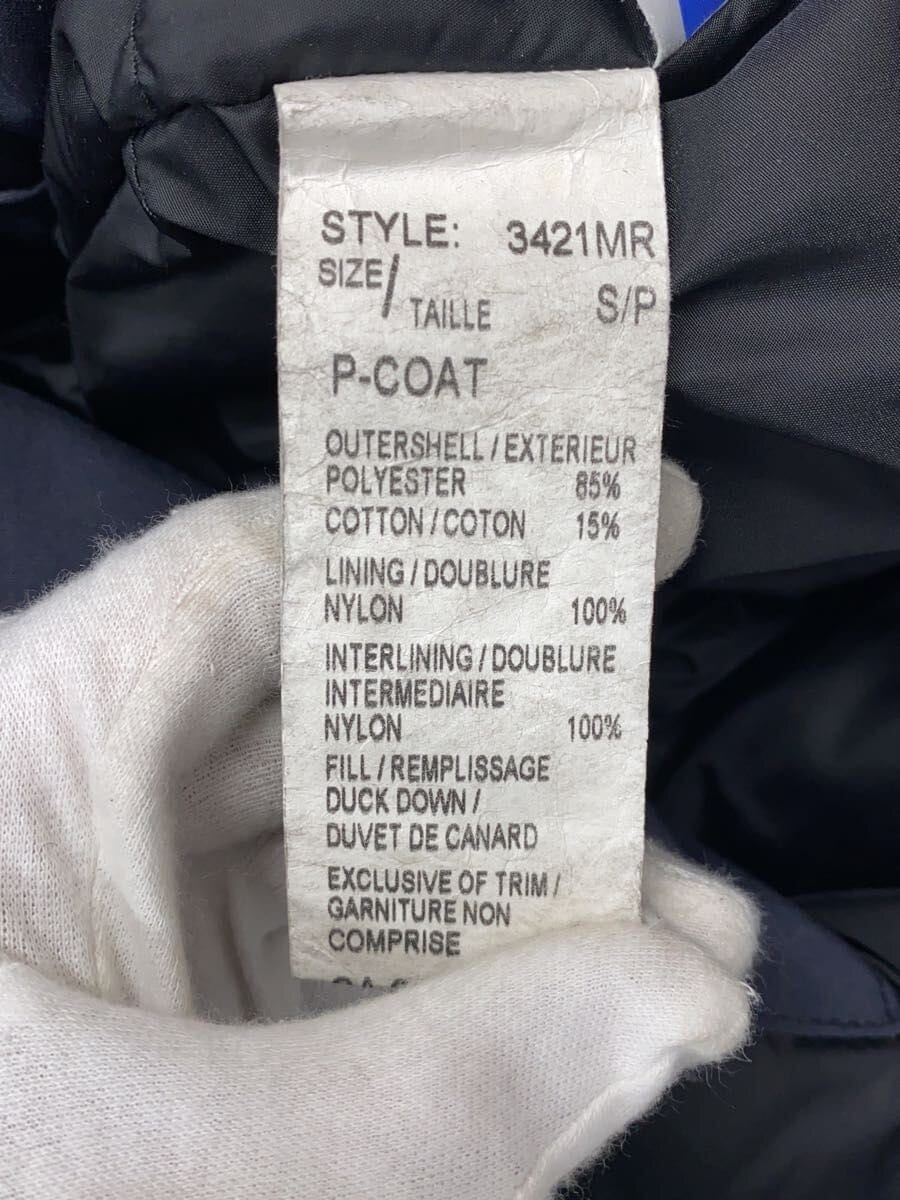 STYLE: 3421MR
SIZE/
TAILLE S/P
P-COAT
OUTERSHELL/EXTERIEUR
POLYESTER 85%
COTTON/COTON 15%
LINING/DOUBLURE
NYLON 100%
INTERLINING/DOUBLURE
INTERMEDIAIRE
NYLON 100%
FILL/REMPLISSAGE
DUCK DOWN/
DUVET DE CANARD
EXCLUSIVE OF TRIM/
GARNITURE NON
COMPRISE